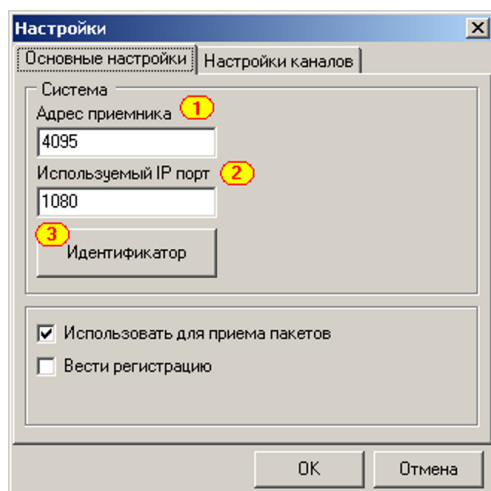 Настройки
Основные настройки Настройки каналов
Система
Адрес приемника 1
4095
Используемый IP порт 2
1080
3
Идентификатор
Использовать для приема пакетов
Вести регистрацию
OK Отмена